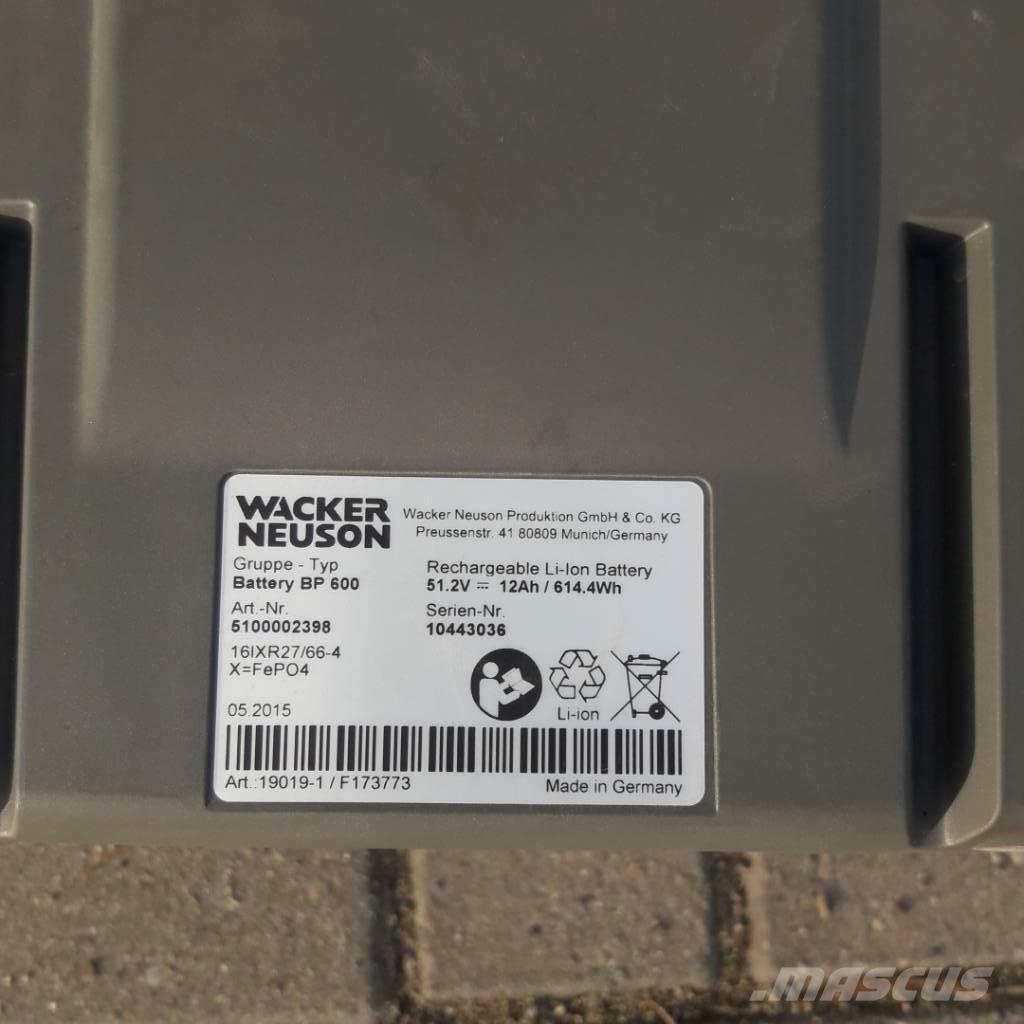 WACKER
NEUSON
Wacker Neuson Produktion GmbH & Co. KG
Preussenstr. 41 80809 Munich/Germany
Gruppe - Typ
Battery BP 600
Rechargeable Li-Ion Battery
51.2V ⎓ 12Ah / 614.4Wh
Art.-Nr.
5100002398
Serien-Nr.
10443036
16IXR27/66-4
X=FePO4
Li-ion
05.2015
Art.:19019-1 / F173773
Made in Germany
.MASCUS